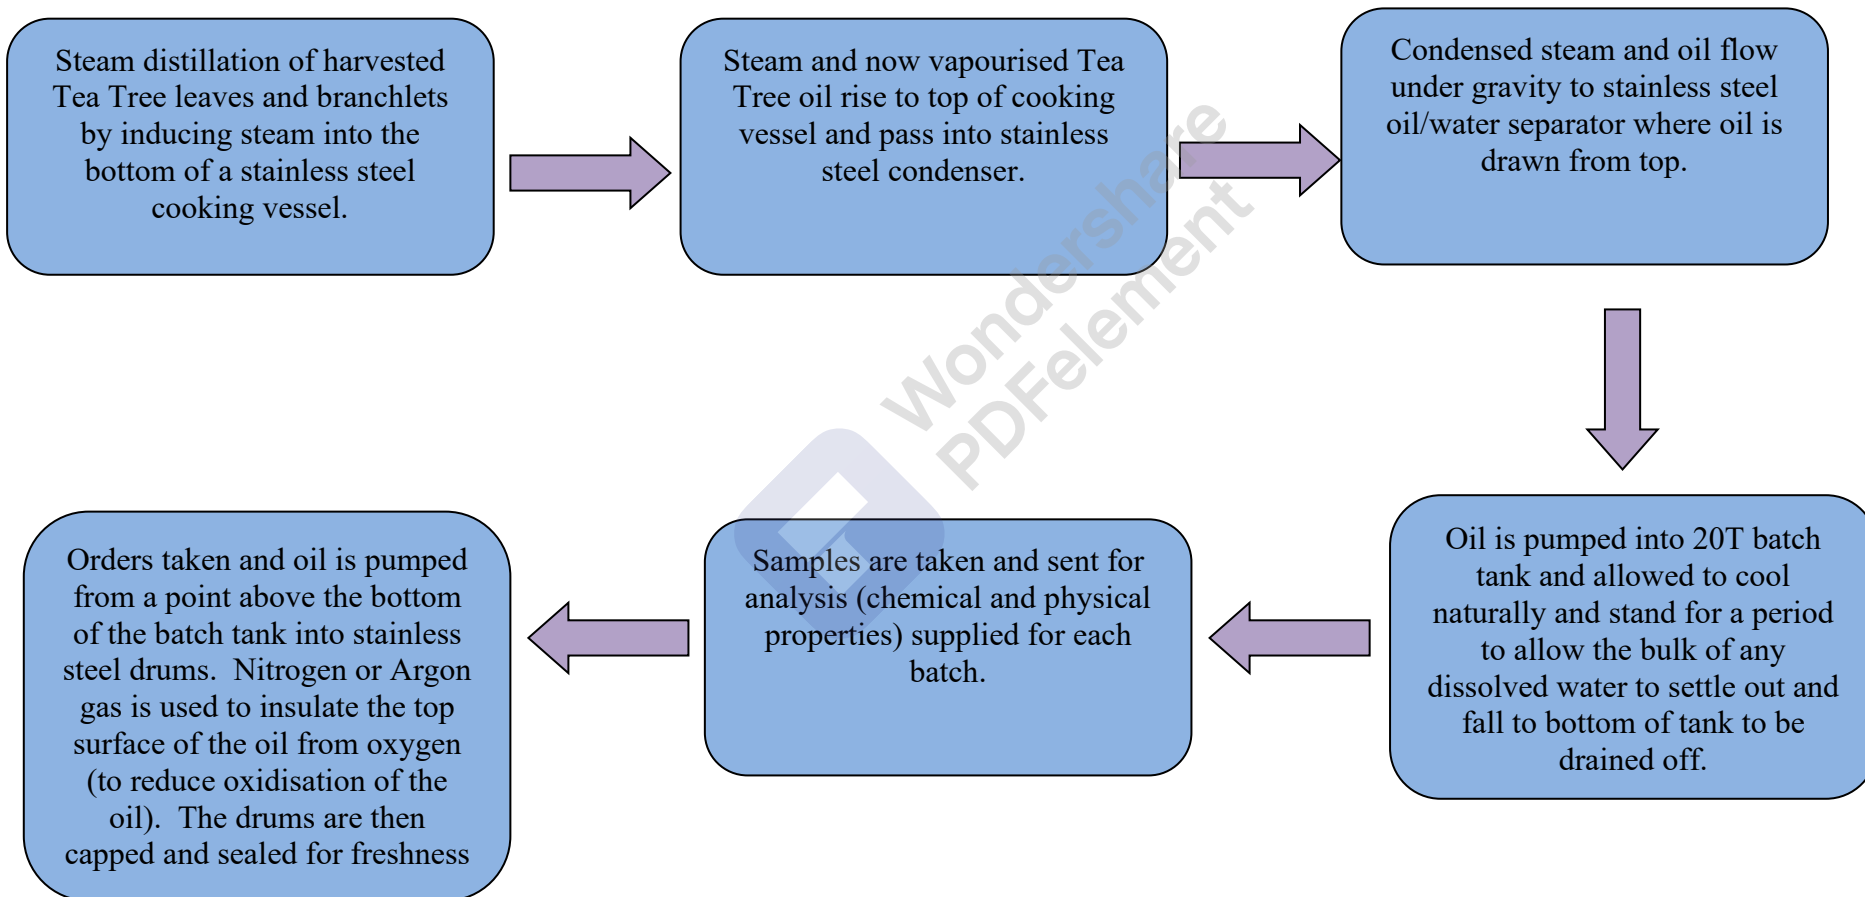 Steam distillation of harvested
Tea Tree leaves and branchlets
by inducing steam into the
bottom of a stainless steel
cooking vessel.
Steam and now vapourised Tea
Tree oil rise to top of cooking
vessel and pass into stainless
steel condenser.
Condensed steam and oil flow
under gravity to stainless steel
oil/water separator where oil is
drawn from top.
Oil is pumped into 20T batch
tank and allowed to cool
naturally and stand for a period
to allow the bulk of any
dissolved water to settle out and
fall to bottom of tank to be
drained off.
Samples are taken and sent for
analysis (chemical and physical
properties) supplied for each
batch.
Orders taken and oil is pumped
from a point above the bottom
of the batch tank into stainless
steel drums.  Nitrogen or Argon
gas is used to insulate the top
surface of the oil from oxygen
(to reduce oxidisation of the
oil).  The drums are then
capped and sealed for freshness
Wondershare
PDFelement